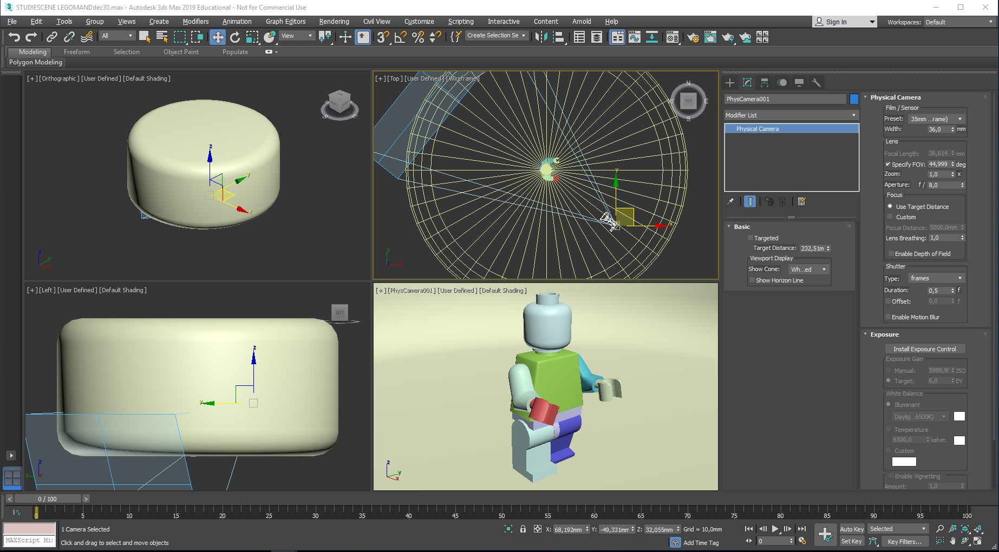 STUDIESCENE LEGOMANDdec30.max - Autodesk 3ds Max 2019 Educational - Not for Commercial Use
File Edit Tools Group Views Create Modifiers Animation Graph Editors Rendering Civil View Customize Scripting Interactive Content Arnold Help
Sign In
Workspaces: Default
All
View
Create Selection Se
Modeling Freeform Selection Object Paint Populate
Polygon Modeling
[+] [Orthographic] [User Defined] [Default Shading]
z
y
x
z
y
x
[+] [Top] [User Defined] [Wireframe]
N
W
TOP
E
S
y
x
y
z
x
[+] [Left] [User Defined] [Default Shading]
LEFT
z
y
z
y
x
[+] [PhysCamera001] [User Defined] [Default Shading]
z
y
x
PhysCamera001
Modifier List
Physical Camera
Basic
Targeted
Target Distance: 232,51m
Viewport Display
Show Cone: Wh...ed
Show Horizon Line
Physical Camera
Film / Sensor
Preset: 35mm ...rame)
Width: 36,0 mm
Lens
Focal Length: 36,614 mm
Specify FOV: 44,999 deg
Zoom: 1,0 x
Aperture: f / 8,0
Focus
Use Target Distance
Custom
Focus Distance: 5000,0mm
Lens Breathing: 1,0
Enable Depth of Field
Shutter
Type: frames
Duration: 0,5 f
Offset: 0,0 f
Enable Motion Blur
Exposure
Install Exposure Control
Exposure Gain
Manual: 5999,9 ISO
Target: 6,0 EV
White Balance
Illuminant
Daylig...6500K)
Temperature
6500,0 kelvin
Custom
Enable Vignetting
Amount: 1,0
< 0 / 100 >
0 5 10 15 20 25 30 35 40 45 50 55 60 65 70 75 80 85 90 95 100
1 Camera Selected
X: 68,192mm Y: -49,331mm Z: 32,055mm Grid = 10,0mm
Auto Key Selected
MAXScript Mi
Click and drag to select and move objects
Add Time Tag
0
Set Key
Key Filters...